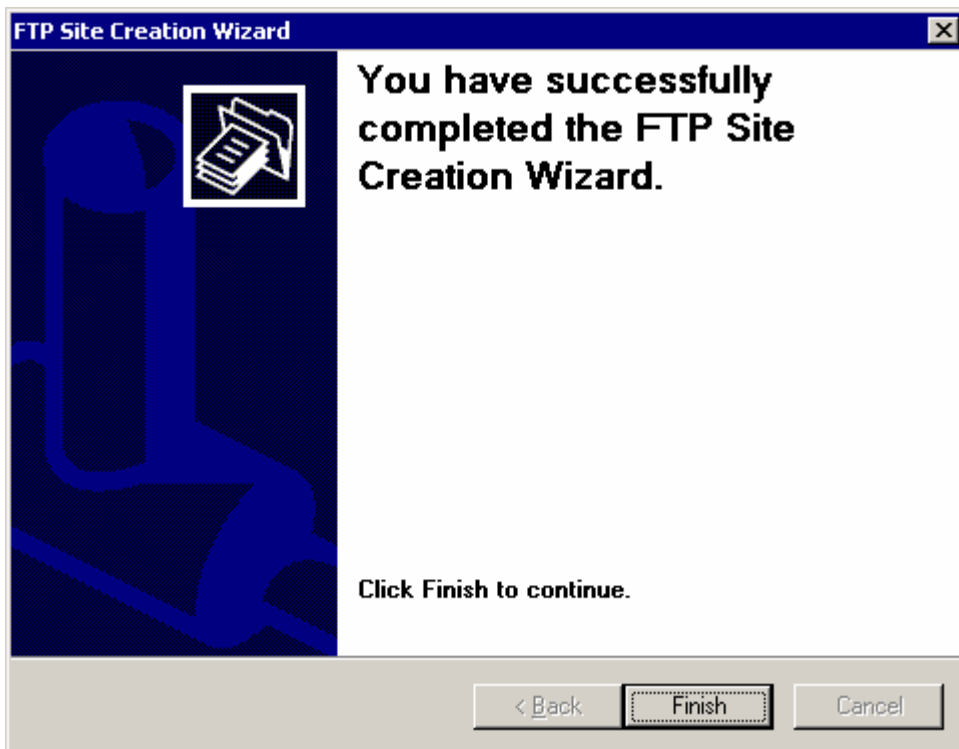 FTP Site Creation Wizard
You have successfully
completed the FTP Site
Creation Wizard.
Click Finish to continue.
< Back
Finish
Cancel